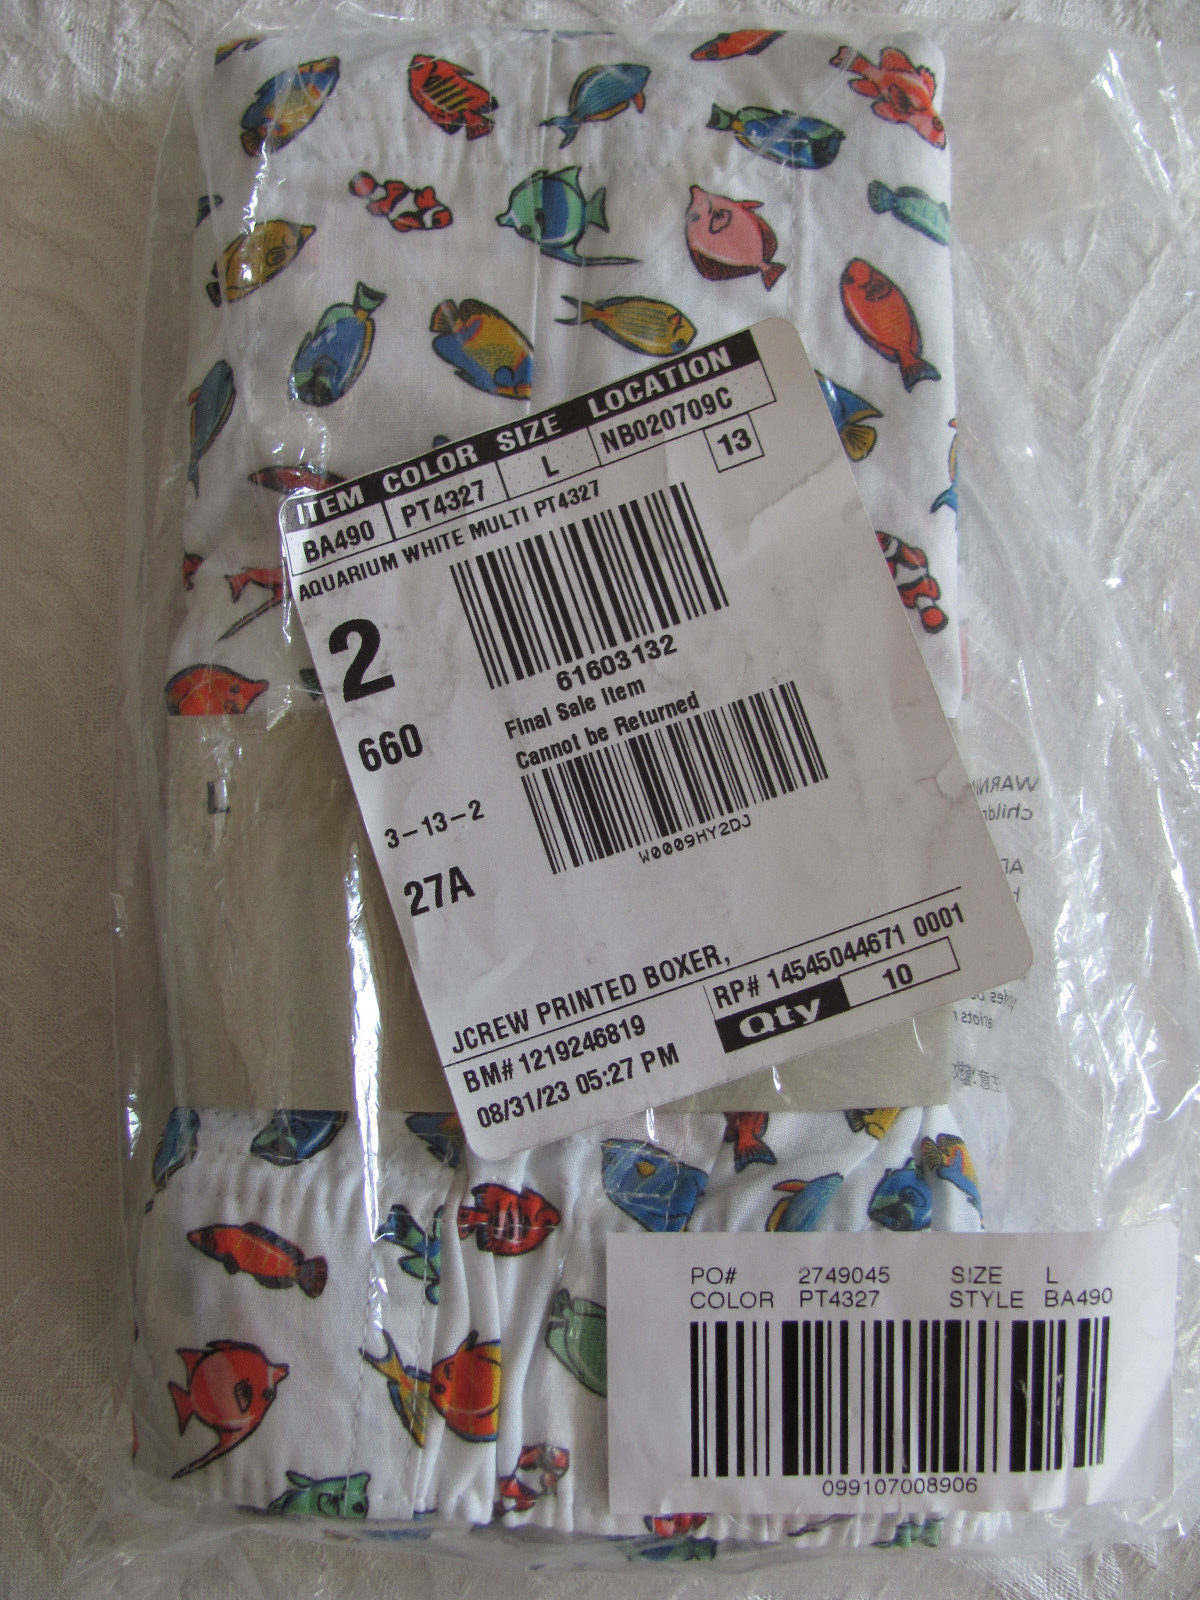 ITEM COLOR SIZE LOCATION
BA490 PT4327 L NB020709C
13
AQUARIUM WHITE MULTI PT4327
2
61603132
660
Final Sale Item
Cannot be Returned
3-13-2
W0009HY2DJ
27A
JCREW PRINTED BOXER,
BM# 1219246819
RP# 14545044671 0001
08/31/23 05:27 PM
Qty 10
L
PO# 2749045 SIZE L
COLOR PT4327 STYLE BA490
099107008906